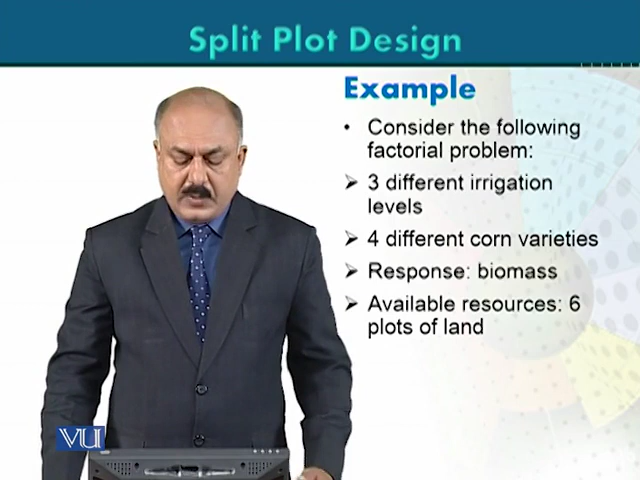 Split Plot Design
Example
• Consider the following
factorial problem:
➢ 3 different irrigation
levels
➢ 4 different corn varieties
➢ Response: biomass
➢ Available resources: 6
plots of land
VU